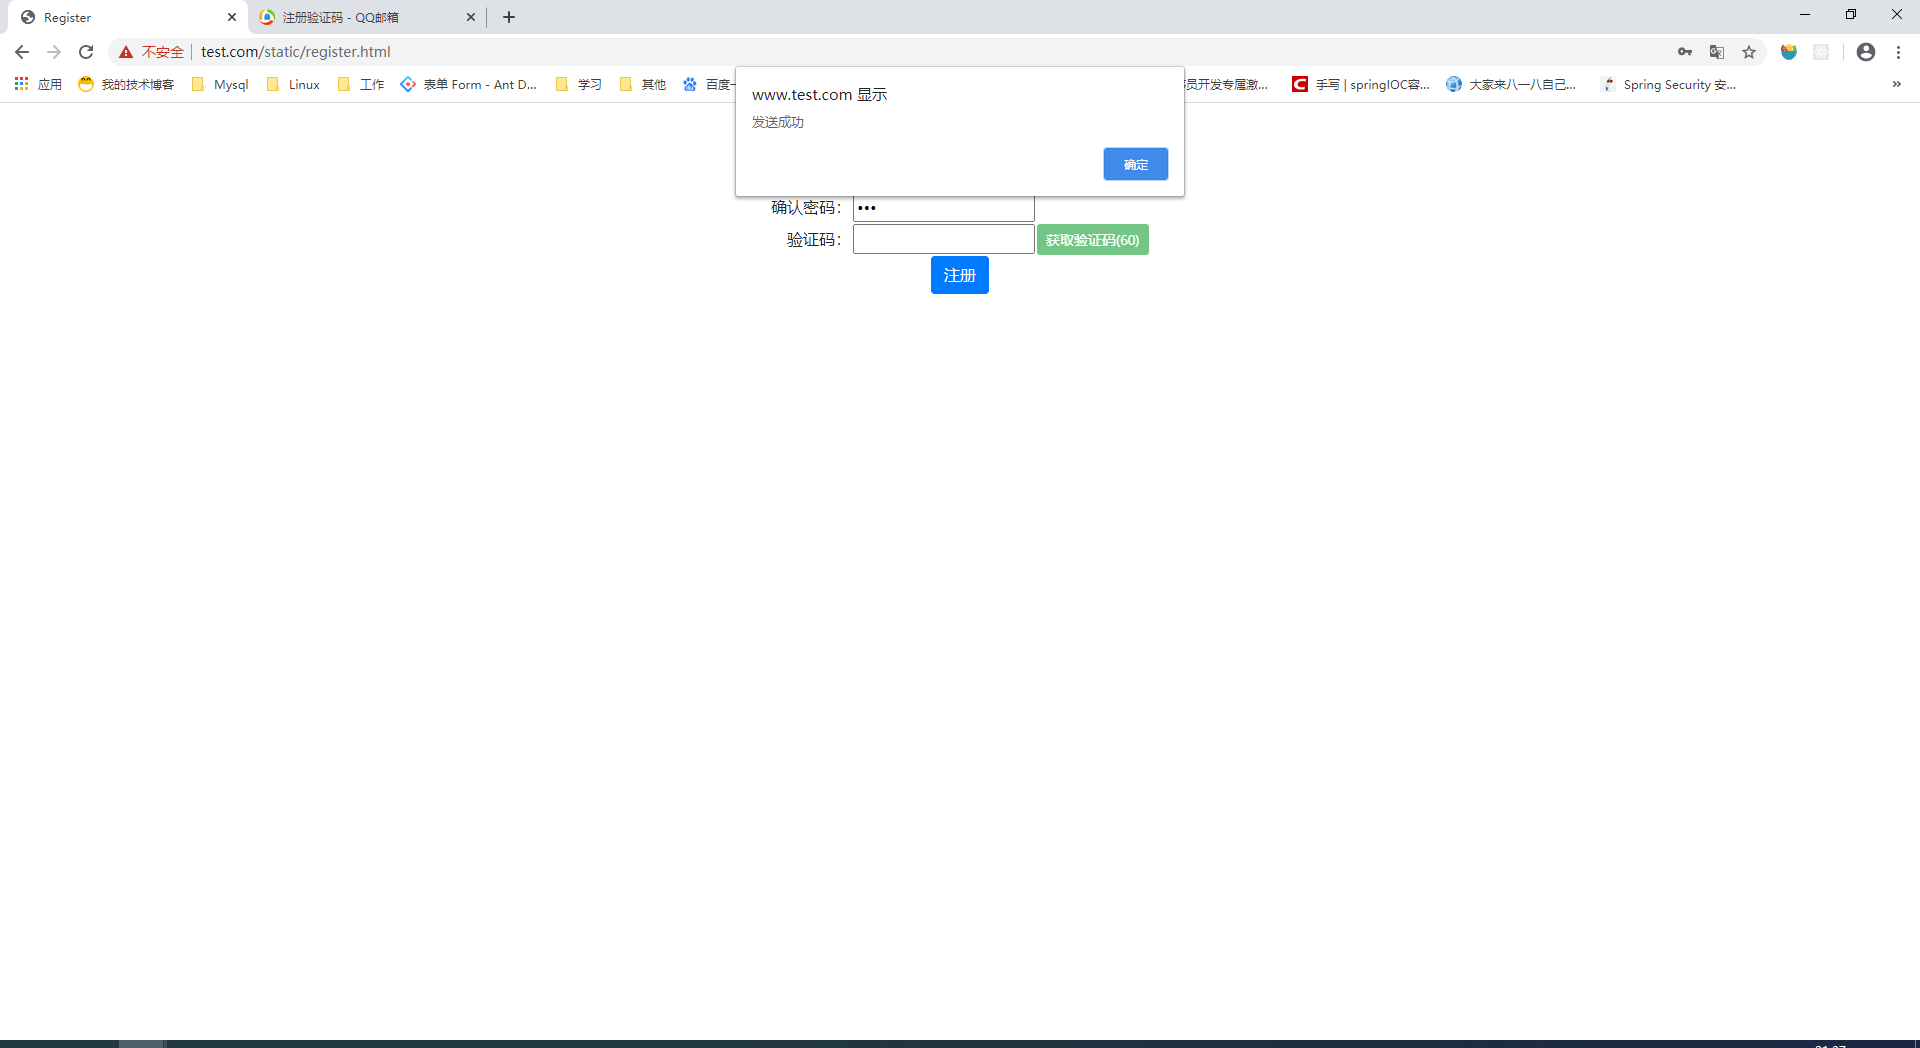 Register
注册验证码 - QQ邮箱
不安全
test.com/static/register.html
应用
我的技术博客
Mysql
Linux
工作
表单 Form - Ant D...
学习
其他
百度一
员开发专属激...
手写 | springIOC容...
大家来八一八自己...
Spring Security 安...
www.test.com 显示
发送成功
确定
确认密码：
验证码：
获取验证码(60)
注册